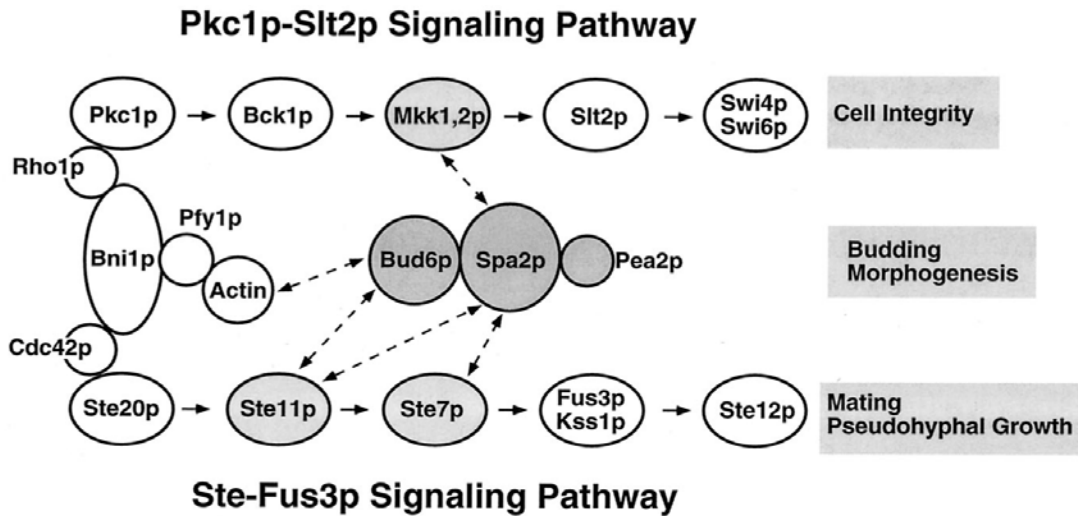 Pkc1p-Slt2p Signaling Pathway
Pkc1p
Bck1p
Mkk1,2p
Slt2p
Swi4p
Swi6p
Cell Integrity
Rho1p
Bni1p
Pfy1p
Actin
Bud6p
Spa2p
Pea2p
Budding
Morphogenesis
Cdc42p
Ste20p
Ste11p
Ste7p
Fus3p
Kss1p
Ste12p
Mating
Pseudohyphal Growth
Ste-Fus3p Signaling Pathway